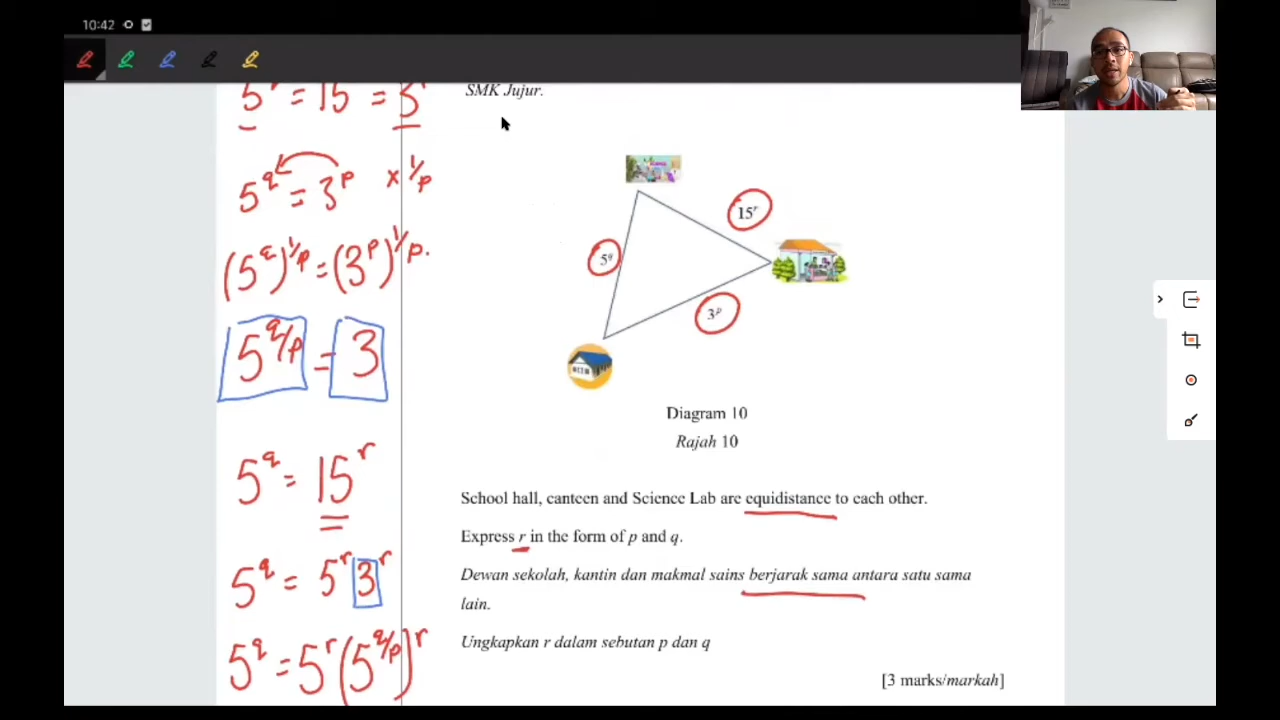 10:42
5^r = 15 = 3
SMK Jujur.
5^q = 3^p × 1/p
15^r
(5^q)^1/p = (3^p)^1/p.
5^q
3^p
5^q/p = 3
Diagram 10
Rajah 10
5^q = 15^r
School hall, canteen and Science Lab are equidistance to each other.
Express r in the form of p and q.
5^q = 5^r 3^r
Dewan sekolah, kantin dan makmal sains berjarak sama antara satu sama
lain.
5^q = 5^r (5^q/p)^r
Ungkapkan r dalam sebutan p dan q
[3 marks/markah]